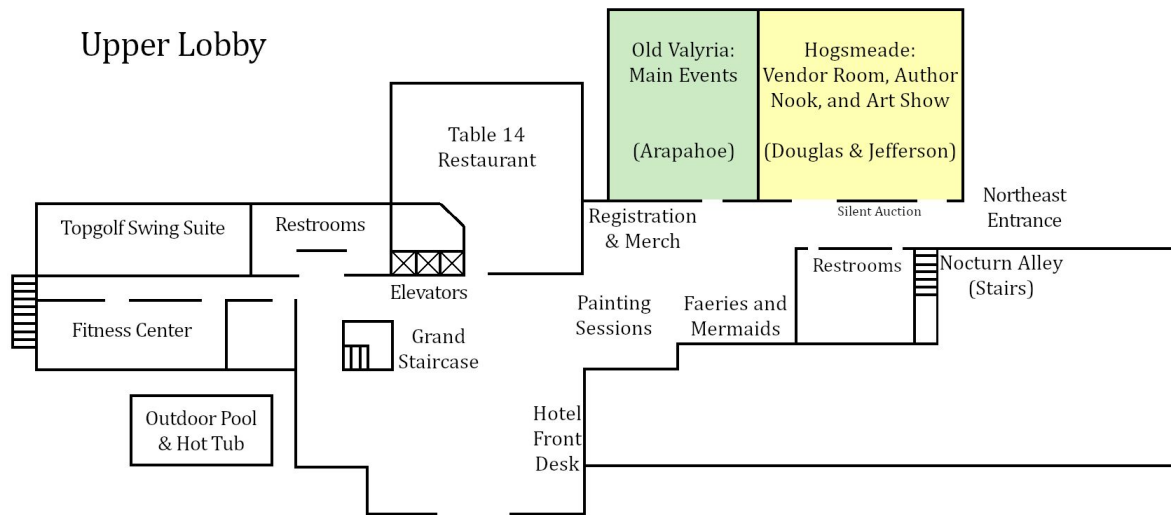 Upper Lobby
Old Valyria:
Main Events
(Arapahoe)
Hogsmeade:
Vendor Room, Author
Nook, and Art Show
(Douglas & Jefferson)
Table 14
Restaurant
Topgolf Swing Suite
Restrooms
Registration
& Merch
Silent Auction
Northeast
Entrance
Elevators
Restrooms
Nocturn Alley
(Stairs)
Fitness Center
Grand
Staircase
Painting
Sessions
Faeries and
Mermaids
Outdoor Pool
& Hot Tub
Hotel
Front
Desk